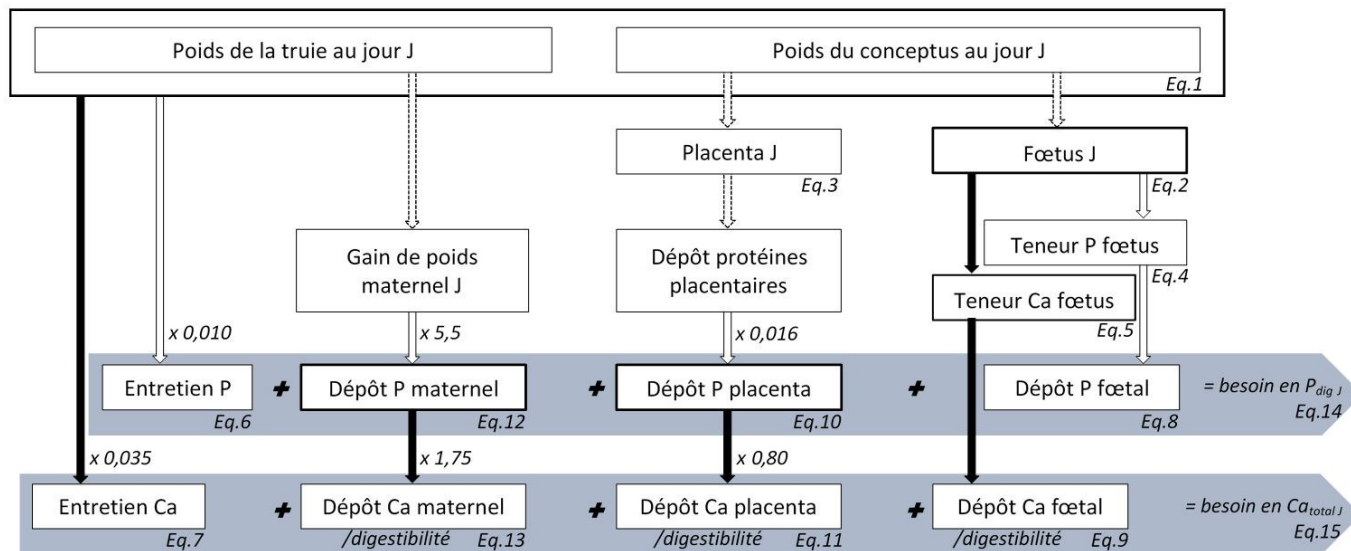 Poids de la truie au jour J
Poids du conceptus au jour J
Eq.1
Placenta J
Eq.3
Fœtus J
Eq.2
Gain de poids
maternel J
Dépôt protéines
placentaires
Teneur P fœtus
Eq.4
Teneur Ca fœtus
Eq.5
x 0,010
x 5,5
x 0,016
Entretien P
Eq.6
+
Dépôt P maternel
Eq.12
+
Dépôt P placenta
Eq.10
+
Dépôt P fœtal
Eq.8
= besoin en Pdig J
Eq.14
x 0,035
x 1,75
x 0,80
Entretien Ca
Eq.7
+
Dépôt Ca maternel
/digestibilité Eq.13
+
Dépôt Ca placenta
/digestibilité Eq.11
+
Dépôt Ca fœtal
/digestibilité Eq.9
= besoin en Catotal J
Eq.15